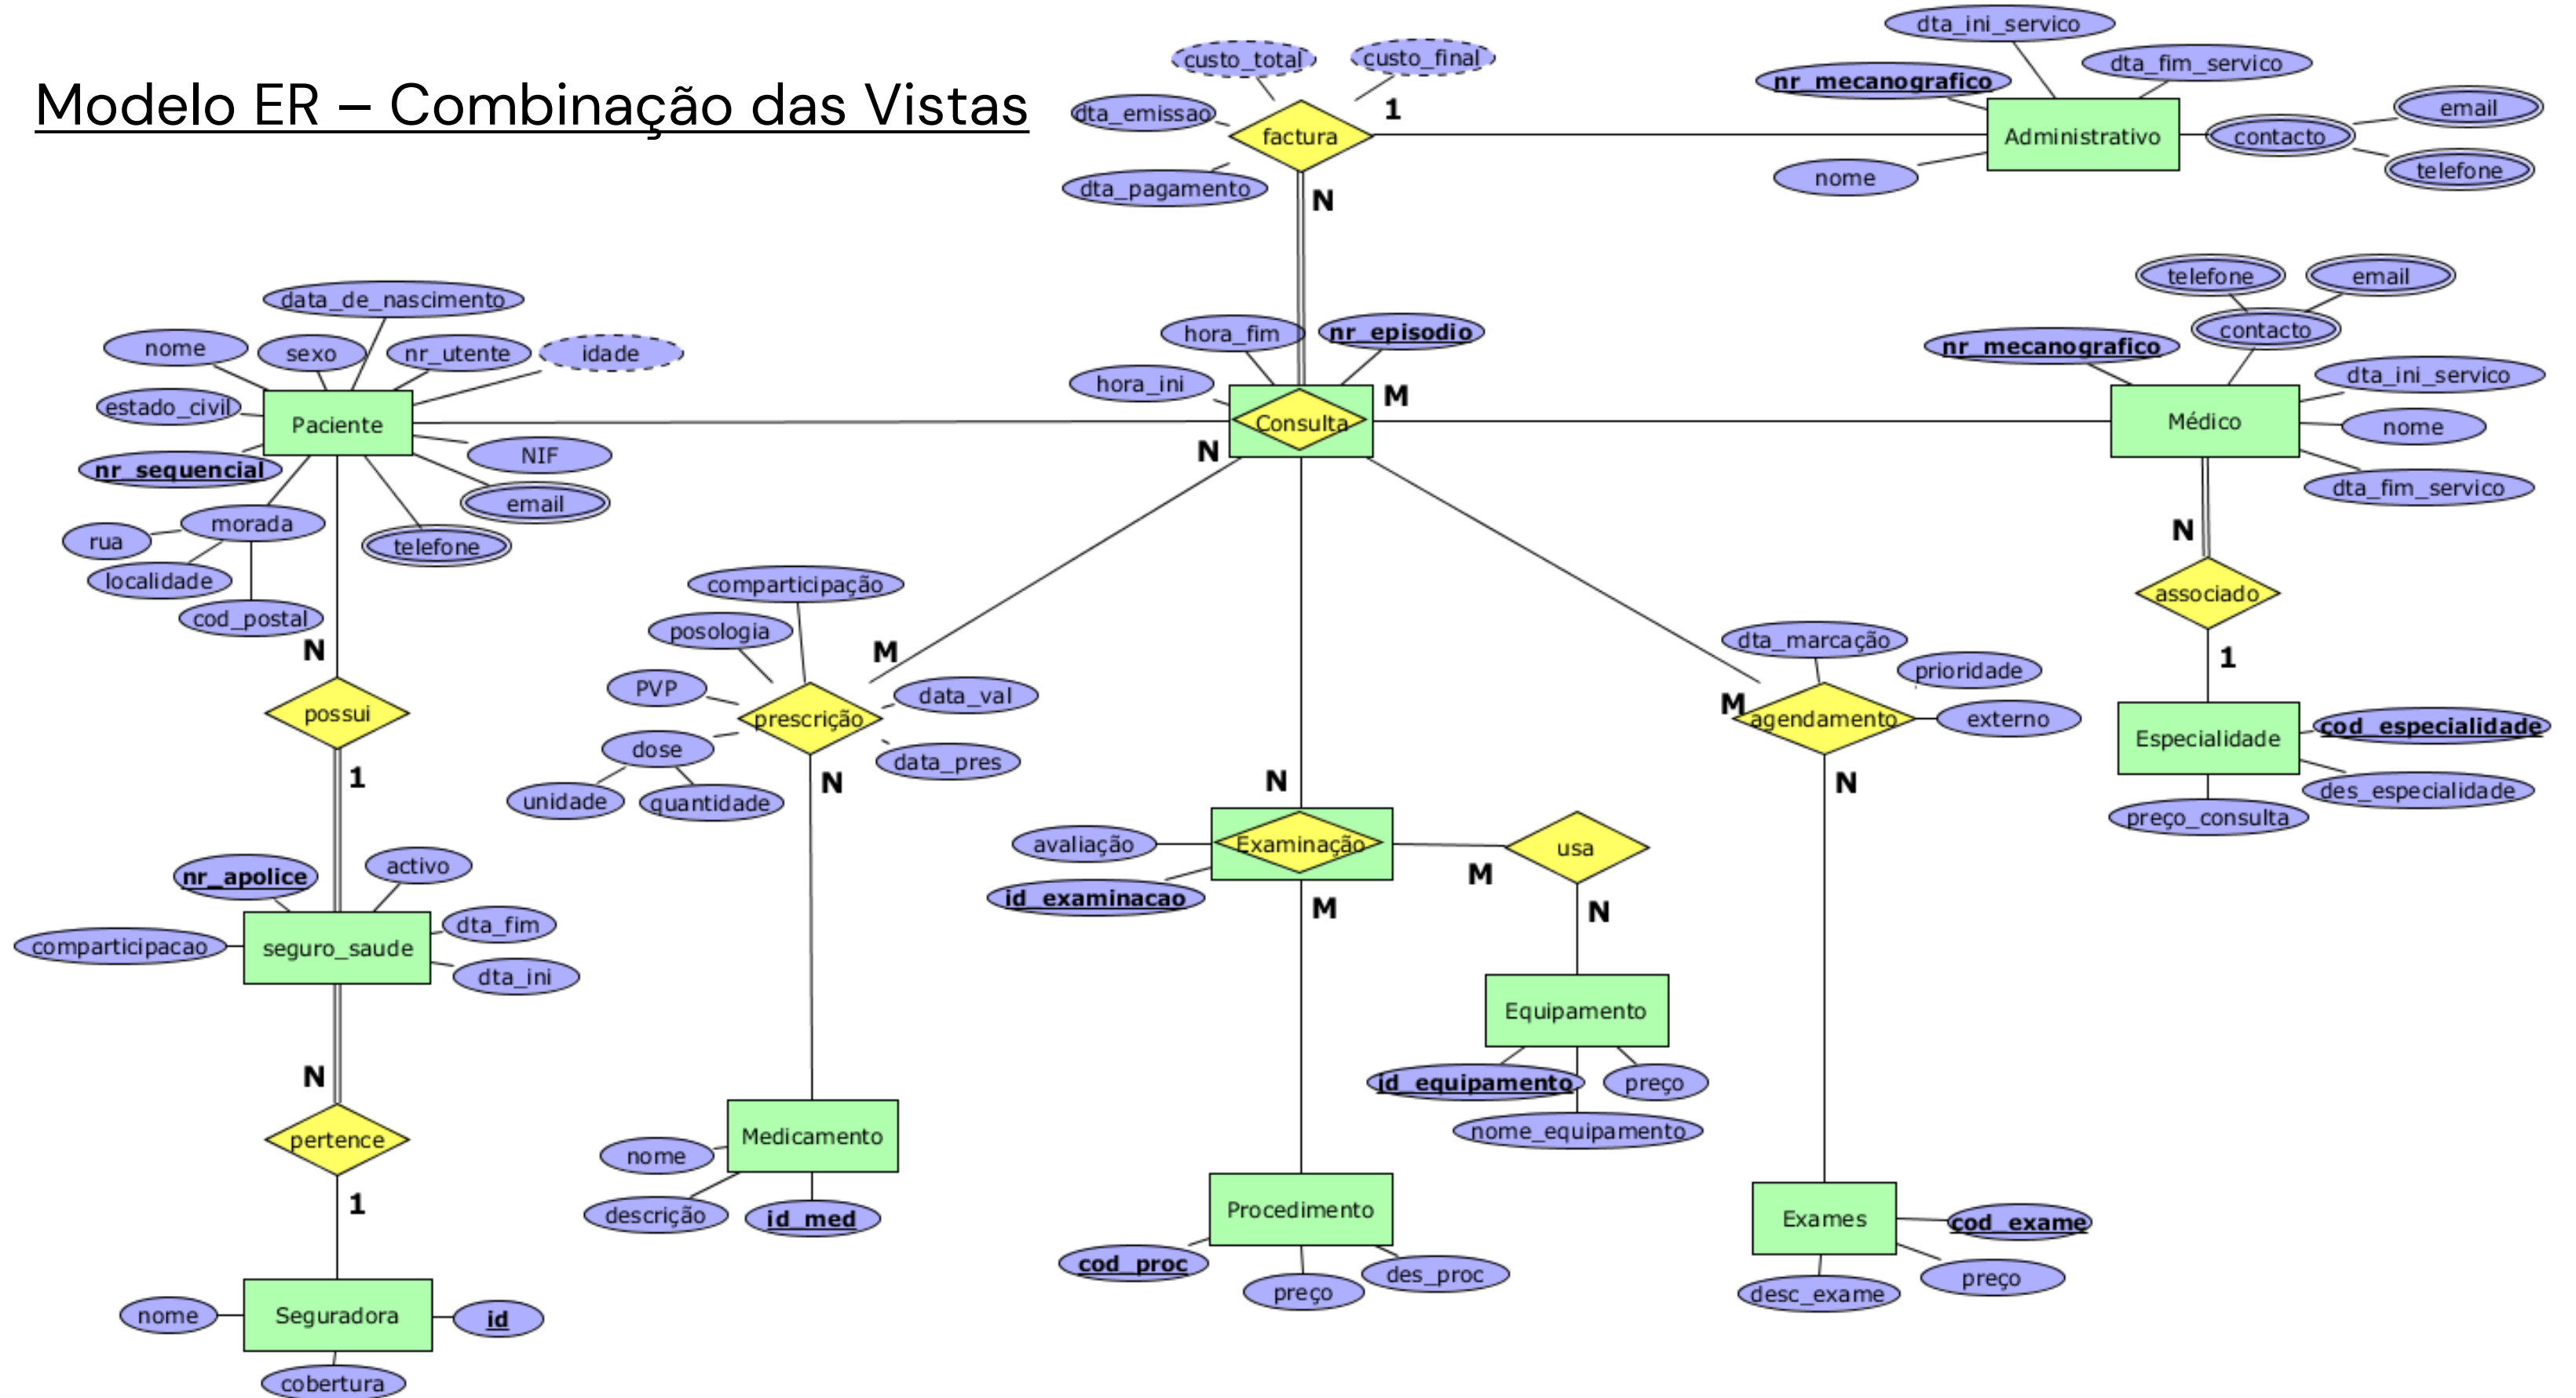 Modelo ER – Combinação das Vistas
custo_total
custo_final
dta_emissao
1
factura
dta_pagamento
N
dta_ini_servico
dta_fim_servico
nr_mecanografico
Administrativo
contacto
email
telefone
nome
data_de_nascimento
nome
sexo
nr_utente
idade
estado_civil
Paciente
nr_sequencial
NIF
email
telefone
morada
rua
localidade
cod_postal
N
hora_fim
nr_episodio
hora_ini
M
Consulta
N
telefone
email
contacto
nr_mecanografico
dta_ini_servico
Médico
nome
dta_fim_servico
N
associado
1
Especialidade
cod_especialidade
des_especialidade
preço_consulta
possui
1
nr_apolice
activo
comparticipacao
seguro_saude
dta_fim
dta_ini
N
pertence
1
nome
Seguradora
id
cobertura
comparticipação
posologia
M
PVP
data_val
prescrição
dose
data_pres
unidade
quantidade
N
Medicamento
nome
descrição
id_med
N
avaliação
Examinação
id_examinacao
M
usa
M
N
Equipamento
id_equipamento
preço
nome_equipamento
Procedimento
cod_proc
preço
des_proc
dta_marcação
prioridade
M
agendamento
externo
N
Exames
cod_exame
preço
desc_exame